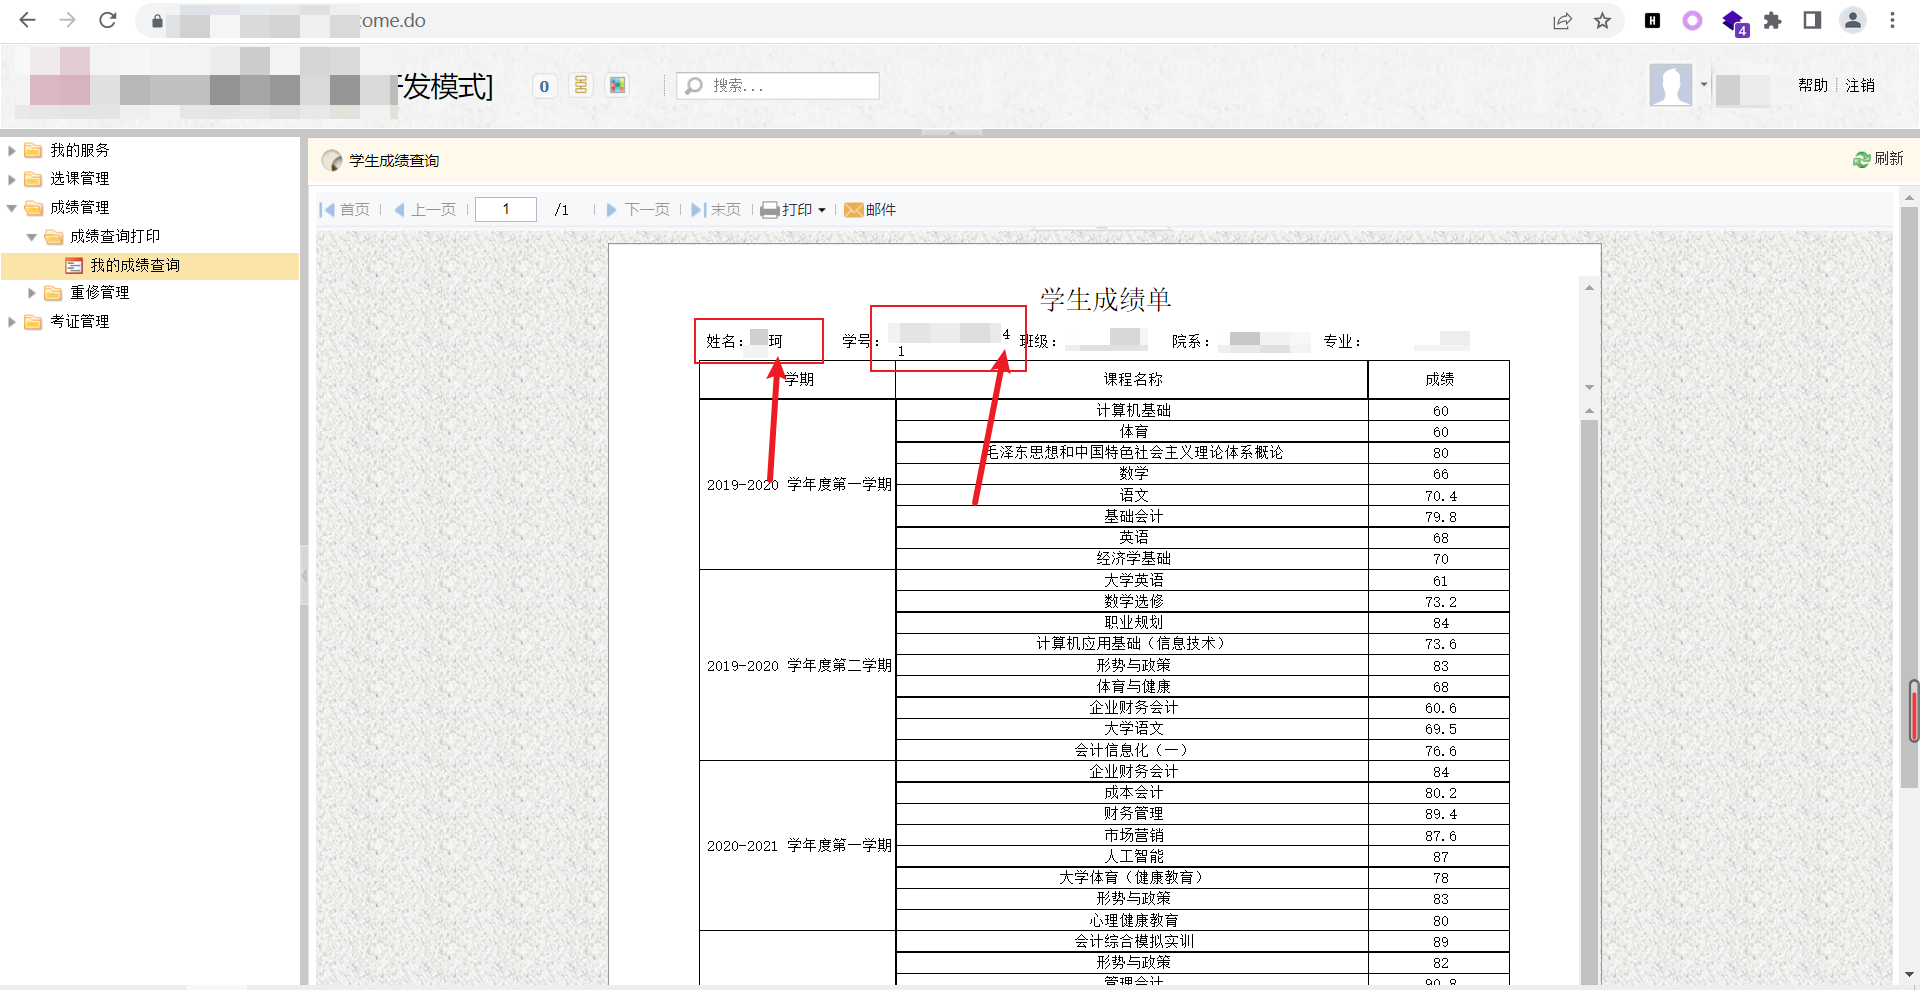 come.do
4
发模式]
0
搜索...
帮助
注销
我的服务
选课管理
成绩管理
成绩查询打印
我的成绩查询
重修管理
考证管理
学生成绩查询
刷新
首页 上一页 1 /1 下一页 末页 打印 邮件
学生成绩单
姓名: 珂 学号: 4 班级: 院系: 专业:
1
学期 课程名称 成绩
计算机基础 60
体育 60
毛泽东思想和中国特色社会主义理论体系概论 80
数学 66
2019-2020 学年度第一学期
语文 70.4
基础会计 79.8
英语 68
经济学基础 70
大学英语 61
数学选修 73.2
职业规划 84
计算机应用基础（信息技术） 73.6
2019-2020 学年度第二学期
形势与政策 83
体育与健康 68
企业财务会计 60.6
大学语文 69.5
会计信息化（一） 76.6
企业财务会计 84
成本会计 80.2
财务管理 89.4
市场营销 87.6
2020-2021 学年度第一学期
人工智能 87
大学体育（健康教育） 78
形势与政策 83
心理健康教育 80
会计综合模拟实训 89
形势与政策 82
管理会计 90.8